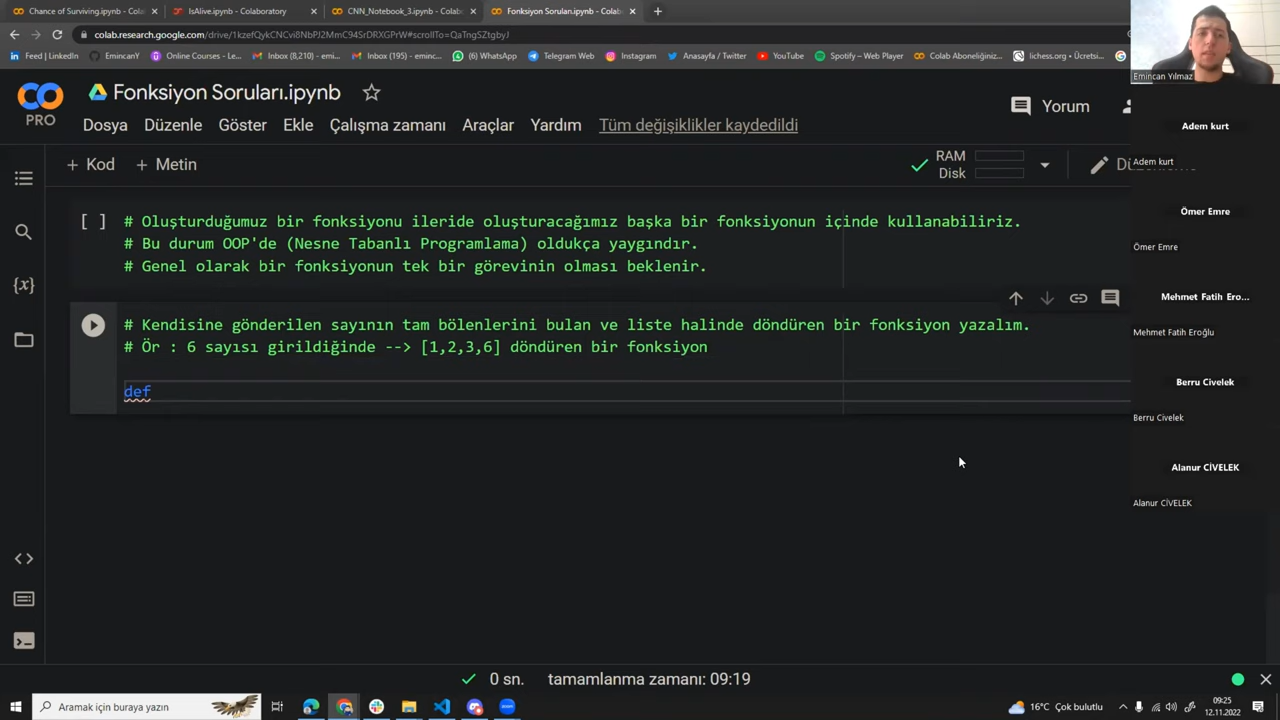 Chance of Surviving.ipynb - Colab
IsAlive.ipynb - Colaboratory
CNN_Notebook_3.ipynb - Colab
Fonksiyon Soruları.ipynb - Colab
colab.research.google.com/drive/1kzefQykCNCvi8NbPJ2MmC94SrDRXGPrW#scrollTo=QaTngSZtgbyJ
Feed | LinkedIn
EmincanY
Online Courses - Le...
Inbox (8,210) - emi...
Inbox (195) - eminc...
(6) WhatsApp
Telegram Web
Instagram
Anasayfa / Twitter
YouTube
Spotify – Web Player
Colab Aboneliğiniz...
lichess.org • Ücretsi...
CO
PRO
Fonksiyon Soruları.ipynb
Dosya Düzenle Göster Ekle Çalışma zamanı Araçlar Yardım Tüm değişiklikler kaydedildi
Yorum
+ Kod + Metin
RAM
Disk
[ ] # Oluşturduğumuz bir fonksiyonu ileride oluşturacağımız başka bir fonksiyonun içinde kullanabiliriz.
# Bu durum OOP'de (Nesne Tabanlı Programlama) oldukça yaygındır.
# Genel olarak bir fonksiyonun tek bir görevinin olması beklenir.
# Kendisine gönderilen sayının tam bölenlerini bulan ve liste halinde döndüren bir fonksiyon yazalım.
# Ör : 6 sayısı girildiğinde --> [1,2,3,6] döndüren bir fonksiyon
def
{x}
<>
0 sn. tamamlanma zamanı: 09:19
Emincan Yılmaz
Adem kurt
Adem kurt
Ömer Emre
Ömer Emre
Mehmet Fatih Ero...
Mehmet Fatih Eroğlu
Berru Civelek
Berru Civelek
Alanur CİVELEK
Alanur CİVELEK
Aramak için buraya yazın
16°C Çok bulutlu
09:25
12.11.2022